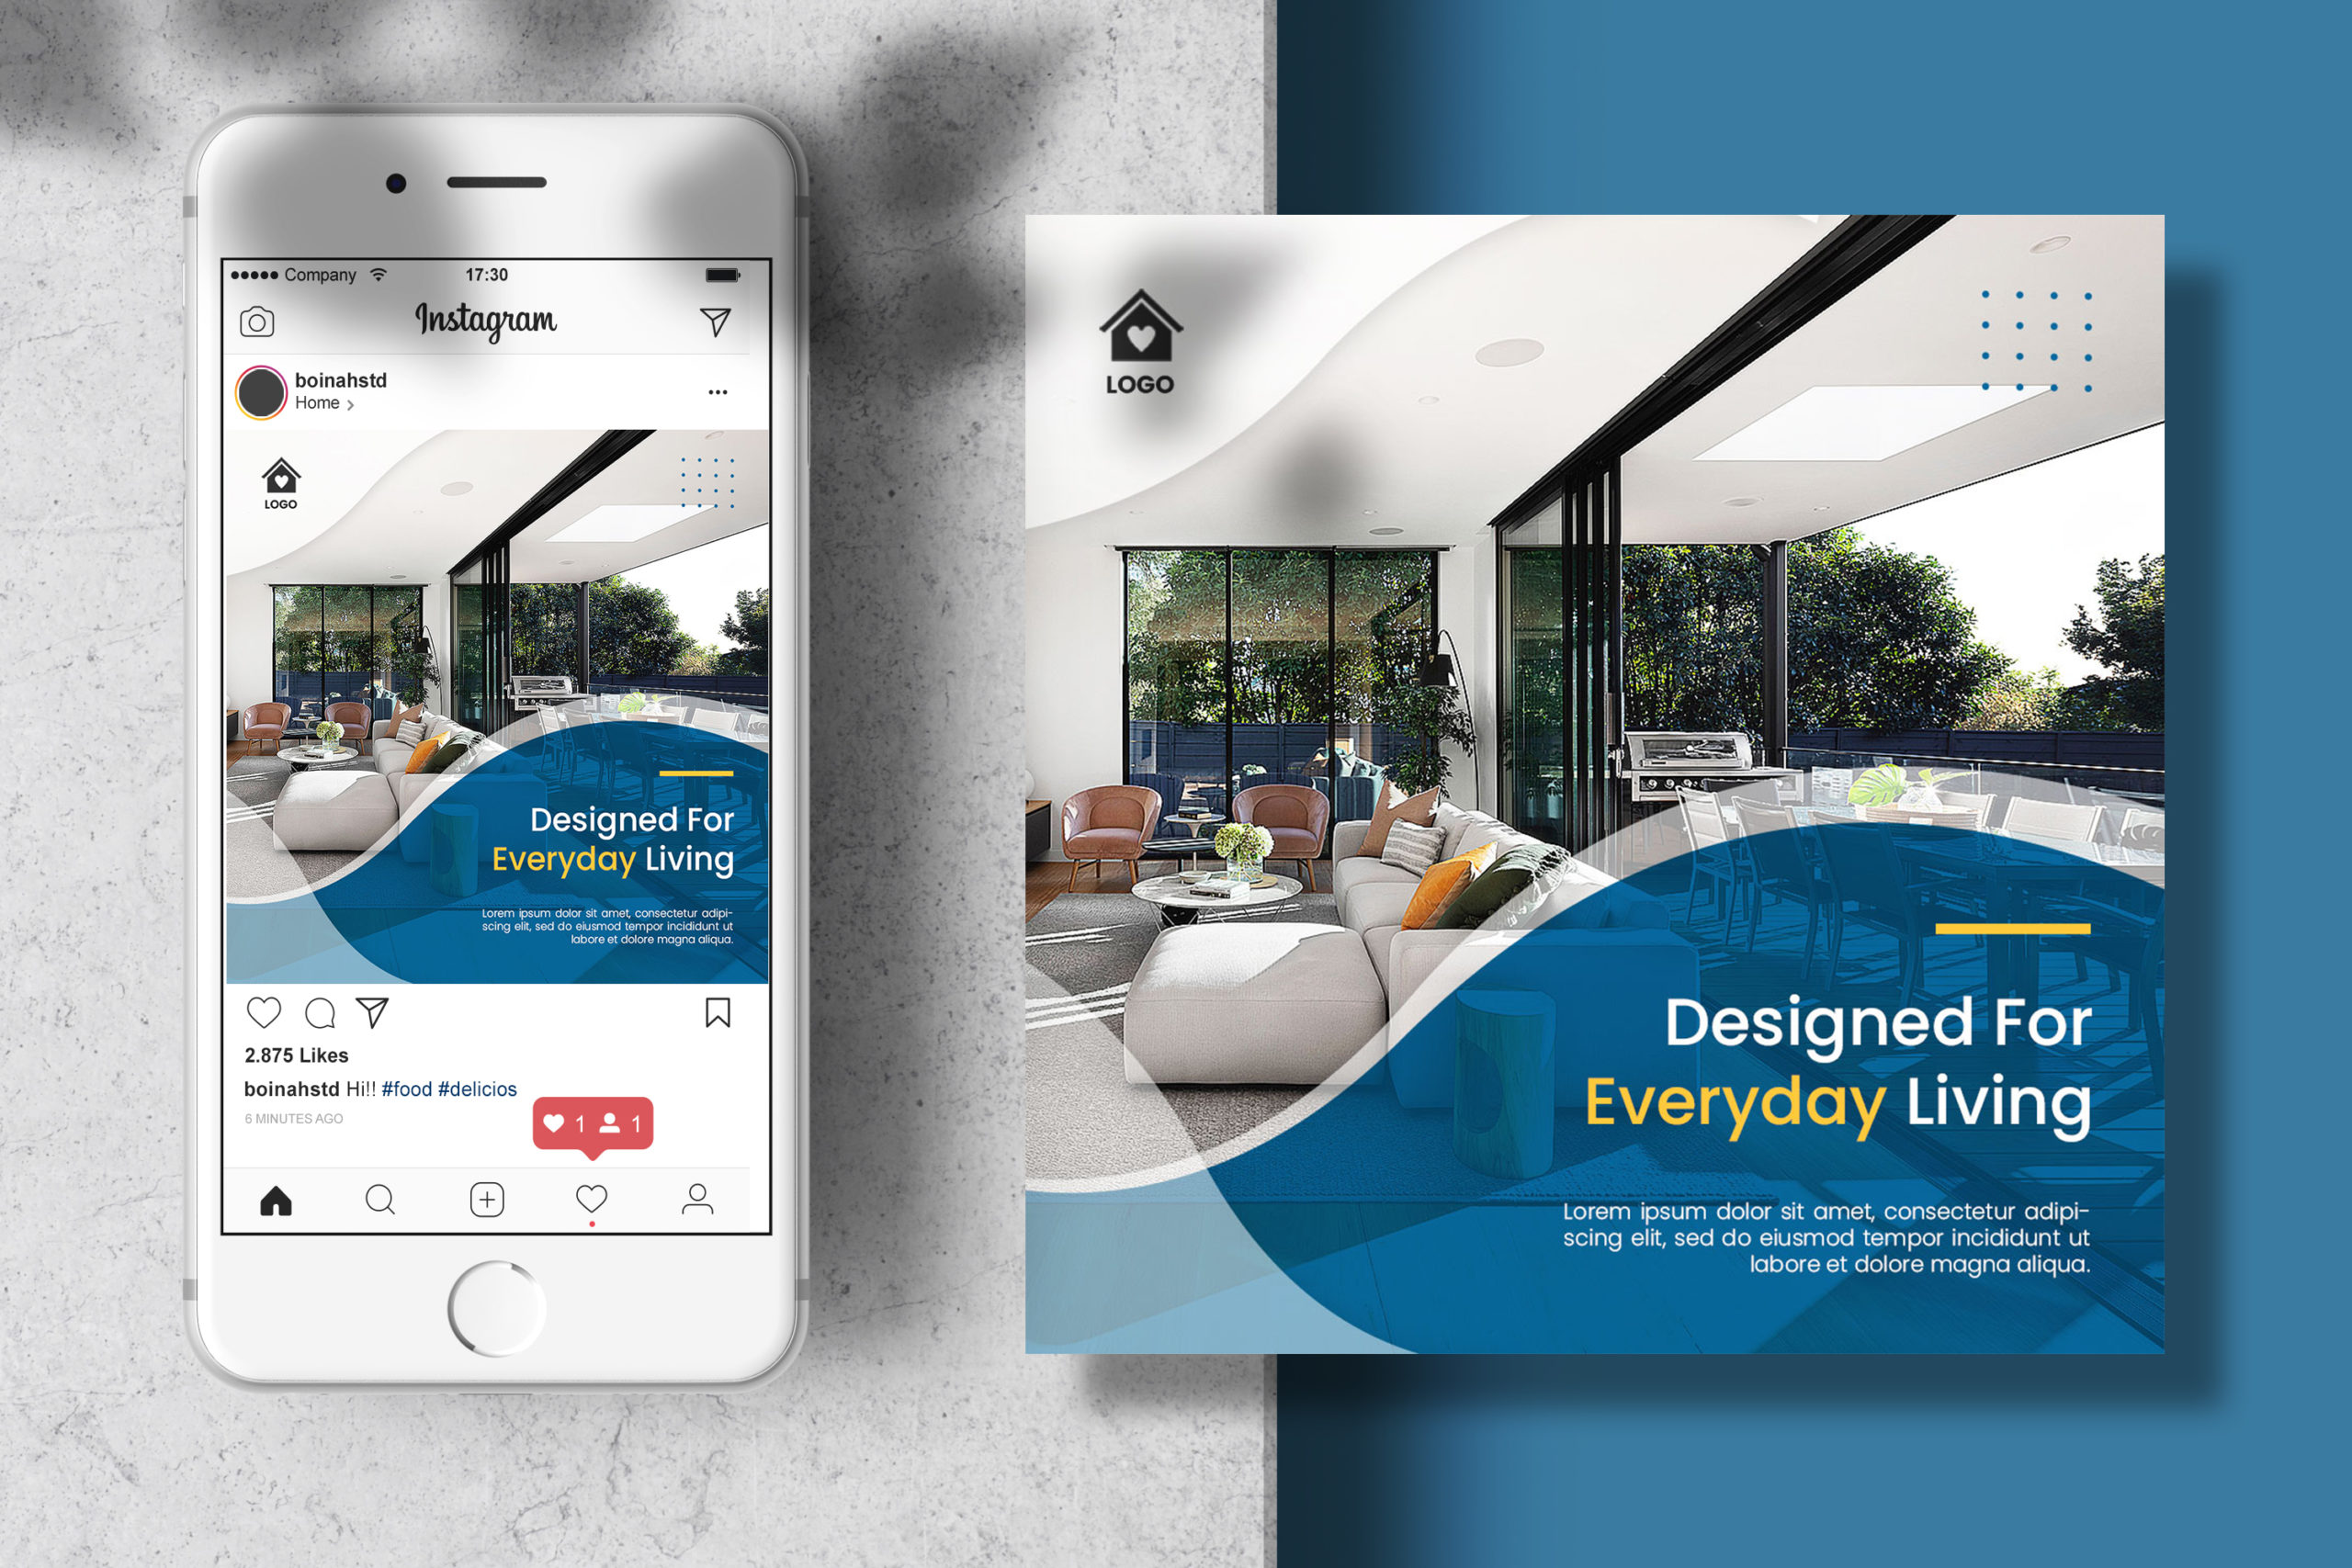 Company 17:30
Instagram
boinahstd
Home
LOGO
Designed For
Everyday Living
Lorem ipsum dolor sit amet, consectetur adipi-
scing elit, sed do eiusmod tempor incididunt ut
labore et dolore magna aliqua.
2.875 Likes
boinahstd Hi!! #food #delicios
6 MINUTES AGO
1 1
LOGO
Designed For
Everyday Living
Lorem ipsum dolor sit amet, consectetur adipi-
scing elit, sed do eiusmod tempor incididunt ut
labore et dolore magna aliqua.